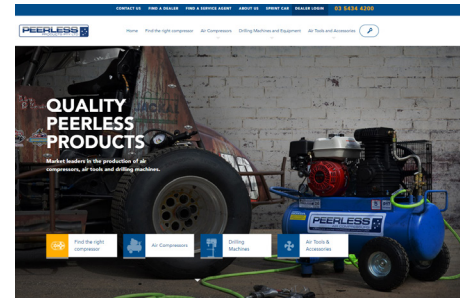 CONTACT US FIND A DEALER FIND A SERVICE AGENT ABOUT US SPRINT CAR DEALER LOGIN 03 5434 4200
PEERLESS
Home Find the right compressor Air Compressors Drilling Machines and Equipment Air Tools and Accessories
QUALITY
PEERLESS
PRODUCTS
Market leaders in the production of air
compressors, air tools and drilling machines.
PEERLESS
Find the right
compressor
Air Compressors
Drilling
Machines
Air Tools &
Accessories